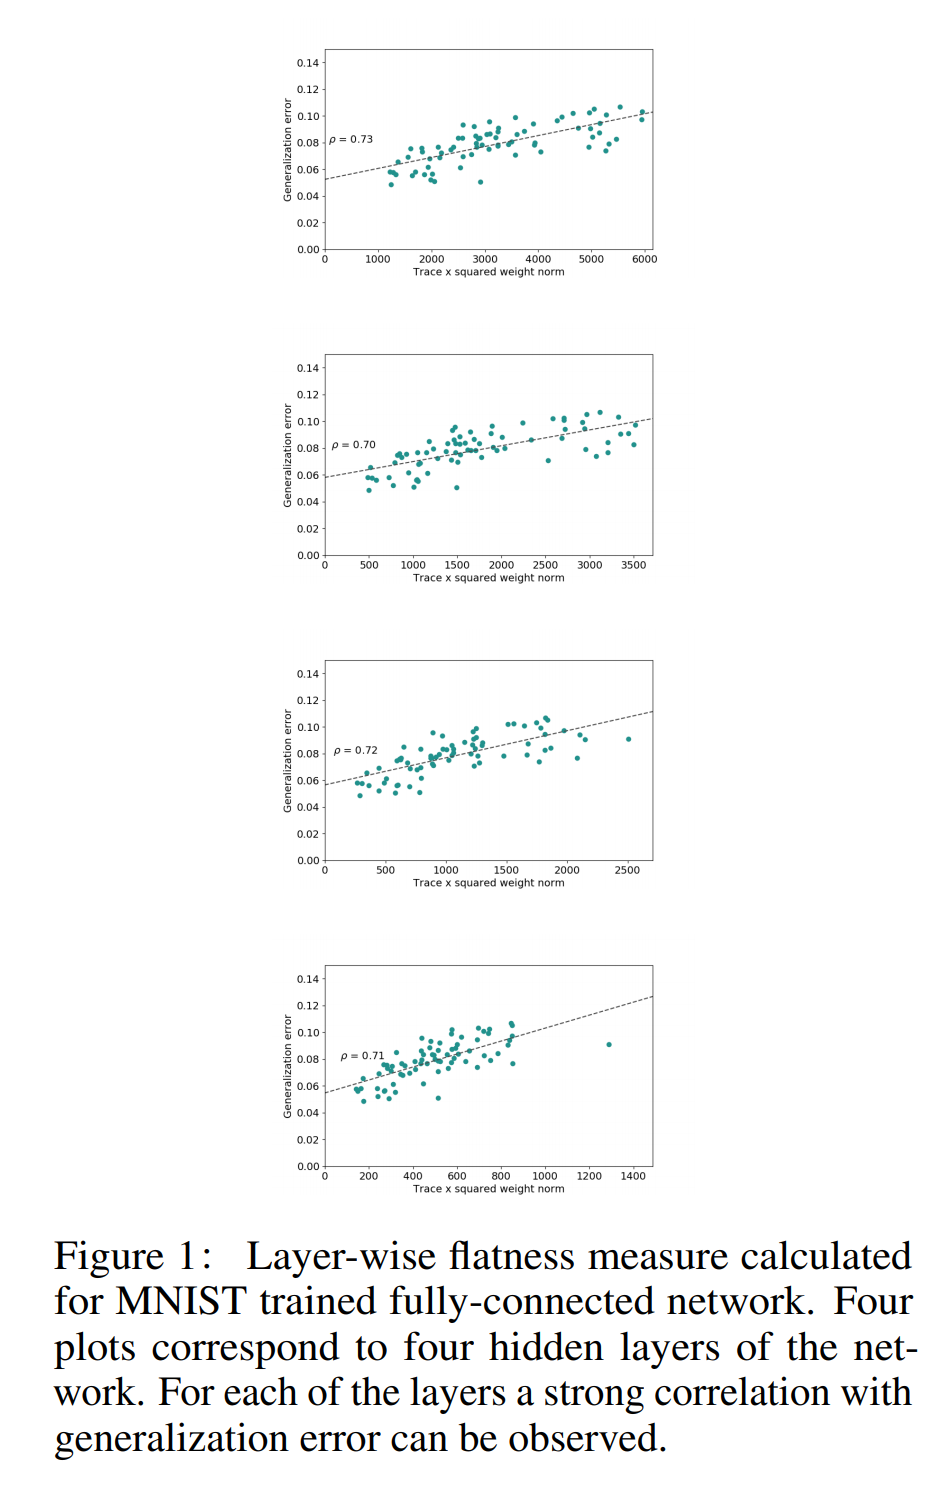 0.14
0.12
0.10
0.08
0.06
0.04
0.02
0.00
Generalization error
ρ = 0.73
0 1000 2000 3000 4000 5000 6000
Trace x squared weight norm
0.14
0.12
0.10
0.08
0.06
0.04
0.02
0.00
Generalization error
ρ = 0.70
0 500 1000 1500 2000 2500 3000 3500
Trace x squared weight norm
0.14
0.12
0.10
0.08
0.06
0.04
0.02
0.00
Generalization error
ρ = 0.72
0 500 1000 1500 2000 2500
Trace x squared weight norm
0.14
0.12
0.10
0.08
0.06
0.04
0.02
0.00
Generalization error
ρ = 0.71
0 200 400 600 800 1000 1200 1400
Trace x squared weight norm
Figure 1: Layer-wise flatness measure calculated
for MNIST trained fully-connected network. Four
plots correspond to four hidden layers of the net-
work. For each of the layers a strong correlation with
generalization error can be observed.